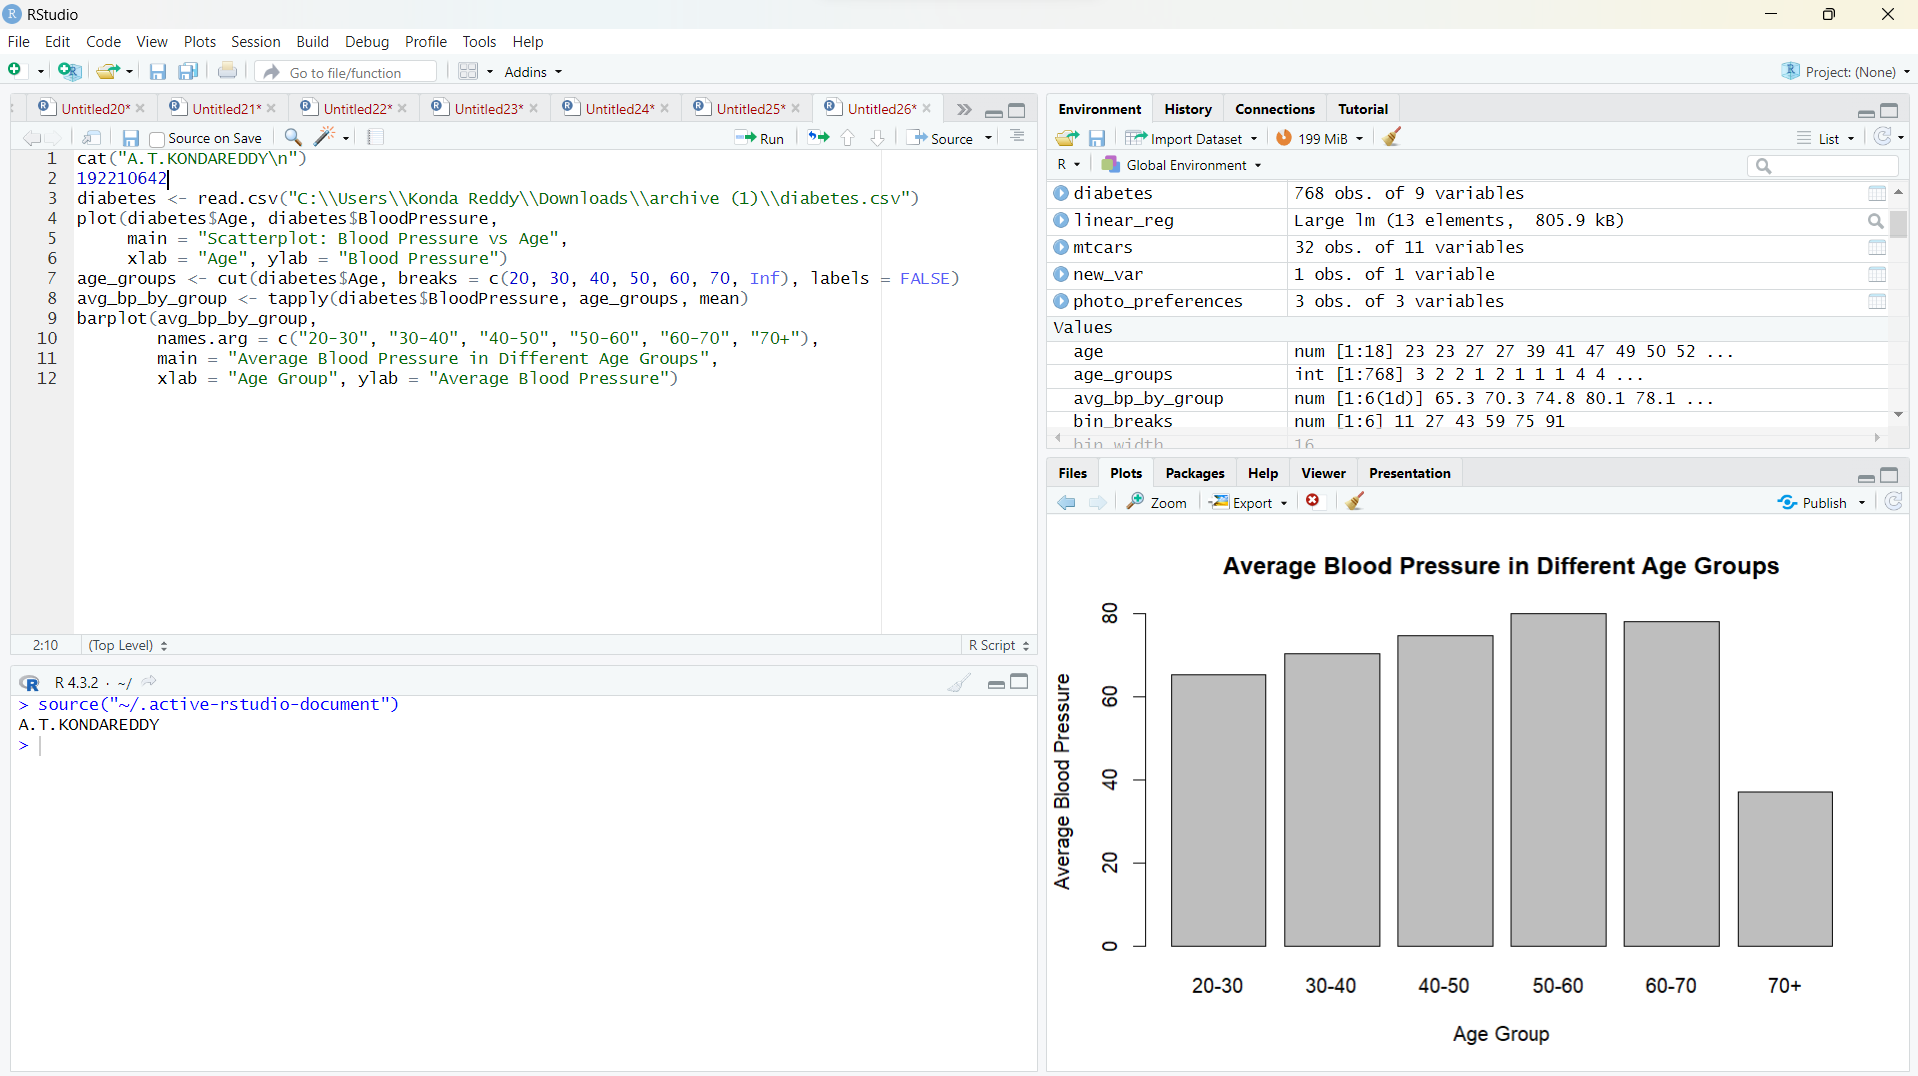 RStudio
File Edit Code View Plots Session Build Debug Profile Tools Help
Go to file/function Addins Project: (None)
Untitled20* Untitled21* Untitled22* Untitled23* Untitled24* Untitled25* Untitled26*
Source on Save Run Source
1 cat("A.T.KONDAREDDY\n")
2 192210642
3 diabetes <- read.csv("C:\\Users\\Konda Reddy\\Downloads\\archive (1)\\diabetes.csv")
4 plot(diabetes$Age, diabetes$BloodPressure,
5 main = "Scatterplot: Blood Pressure vs Age",
6 xlab = "Age", ylab = "Blood Pressure")
7 age_groups <- cut(diabetes$Age, breaks = c(20, 30, 40, 50, 60, 70, Inf), labels = FALSE)
8 avg_bp_by_group <- tapply(diabetes$BloodPressure, age_groups, mean)
9 barplot(avg_bp_by_group,
10 names.arg = c("20-30", "30-40", "40-50", "50-60", "60-70", "70+"),
11 main = "Average Blood Pressure in Different Age Groups",
12 xlab = "Age Group", ylab = "Average Blood Pressure")
2:10 (Top Level) R Script
R 4.3.2 · ~/
> source("~/.active-rstudio-document")
A.T.KONDAREDDY
>
Environment History Connections Tutorial
Import Dataset 199 MiB List
R Global Environment
diabetes 768 obs. of 9 variables
linear_reg Large lm (13 elements, 805.9 kB)
mtcars 32 obs. of 11 variables
new_var 1 obs. of 1 variable
photo_preferences 3 obs. of 3 variables
Values
age num [1:18] 23 23 27 27 39 41 47 49 50 52 ...
age_groups int [1:768] 3 2 2 1 2 1 1 1 4 4 ...
avg_bp_by_group num [1:6(1d)] 65.3 70.3 74.8 80.1 78.1 ...
bin_breaks num [1:6] 11 27 43 59 75 91
bin_width 16
Files Plots Packages Help Viewer Presentation
Zoom Export Publish
Average Blood Pressure in Different Age Groups
Average Blood Pressure
80
60
40
20
0
20-30 30-40 40-50 50-60 60-70 70+
Age Group